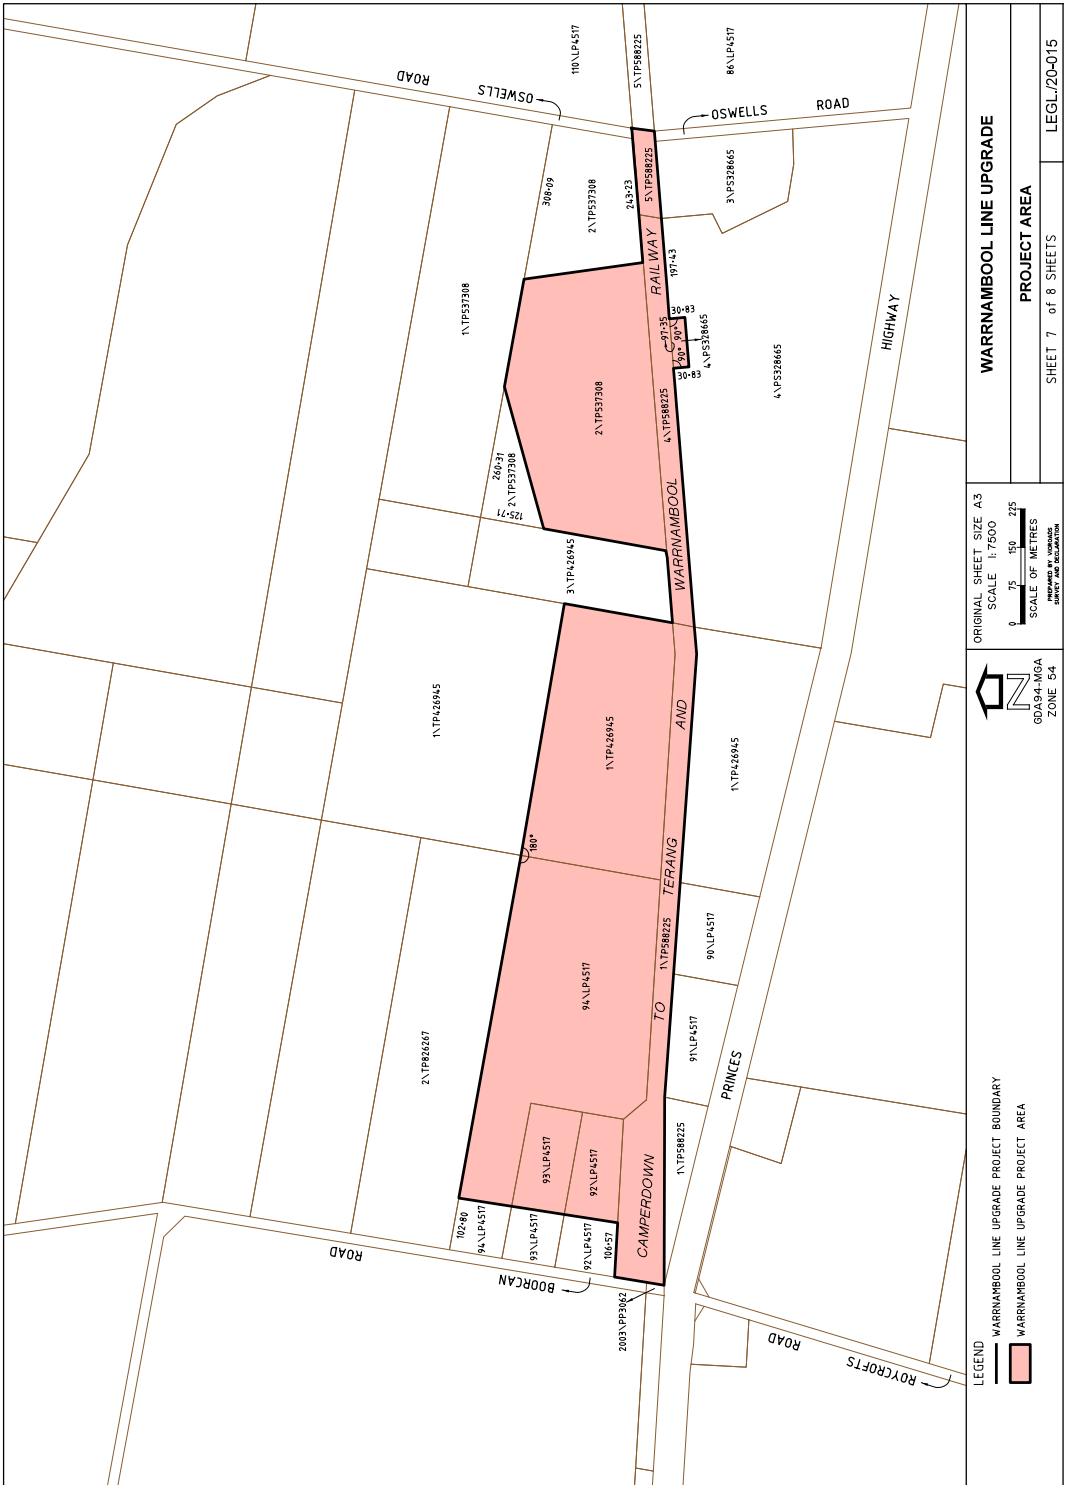 110\LP4517
5\TP588225
86\LP4517
ROAD
OSWELLS
OSWELLS
ROAD
308·09
2\TP537308
243·23
5\TP588225
3\PS328665
1\TP537308
RAILWAY
197·43
30·83
97·35
90°
90°
4\PS328665
30·83
4\PS328665
HIGHWAY
2\TP537308
4\TP588225
260·31
2\TP537308
125·71
WARRNAMBOOL
3\TP426945
1\TP426945
1\TP426945
AND
1\TP426945
180°
TERANG
1\TP588225
90\LP4517
94\LP4517
TO
91\LP4517
2\TP826267
PRINCES
93\LP4517
92\LP4517
1\TP588225
CAMPERDOWN
102·80
94\LP4517
93\LP4517
92\LP4517
106·57
ROAD
BOORCAN
2003\PP3062
ROAD
ROYCROFTS
LEGEND
WARRNAMBOOL LINE UPGRADE PROJECT BOUNDARY
WARRNAMBOOL LINE UPGRADE PROJECT AREA
N
GDA94-MGA
ZONE 54
ORIGINAL SHEET SIZE A3
SCALE 1:7500
0 75 150 225
SCALE OF METRES
PREPARED BY VICROADS
SURVEY AND DECLARATION
WARRNAMBOOL LINE UPGRADE
PROJECT AREA
SHEET 7 of 8 SHEETS
LEGL./20-015